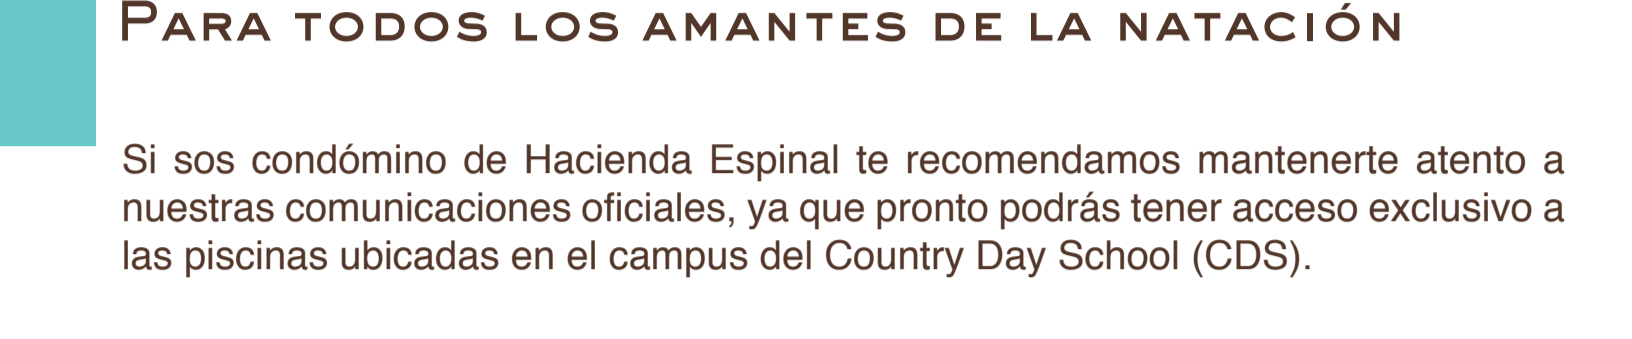 Para todos los amantes de la natación
Si sos condómino de Hacienda Espinal te recomendamos mantenerte atento a
nuestras comunicaciones oficiales, ya que pronto podrás tener acceso exclusivo a
las piscinas ubicadas en el campus del Country Day School (CDS).